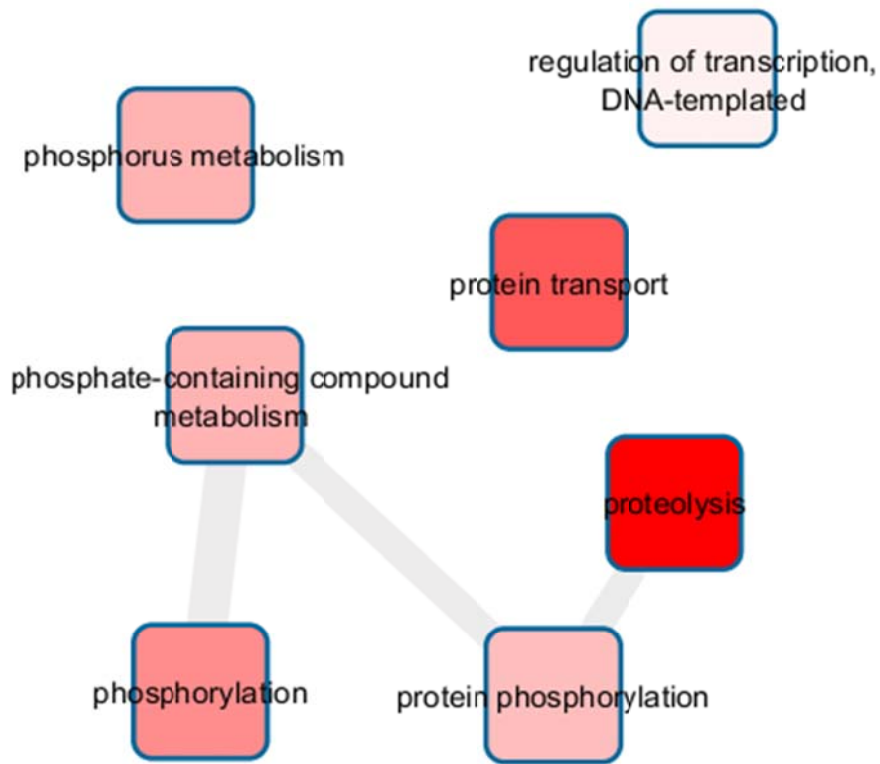 regulation of transcription,
DNA-templated
phosphorus metabolism
protein transport
phosphate-containing compound
metabolism
proteolysis
phosphorylation
protein phosphorylation